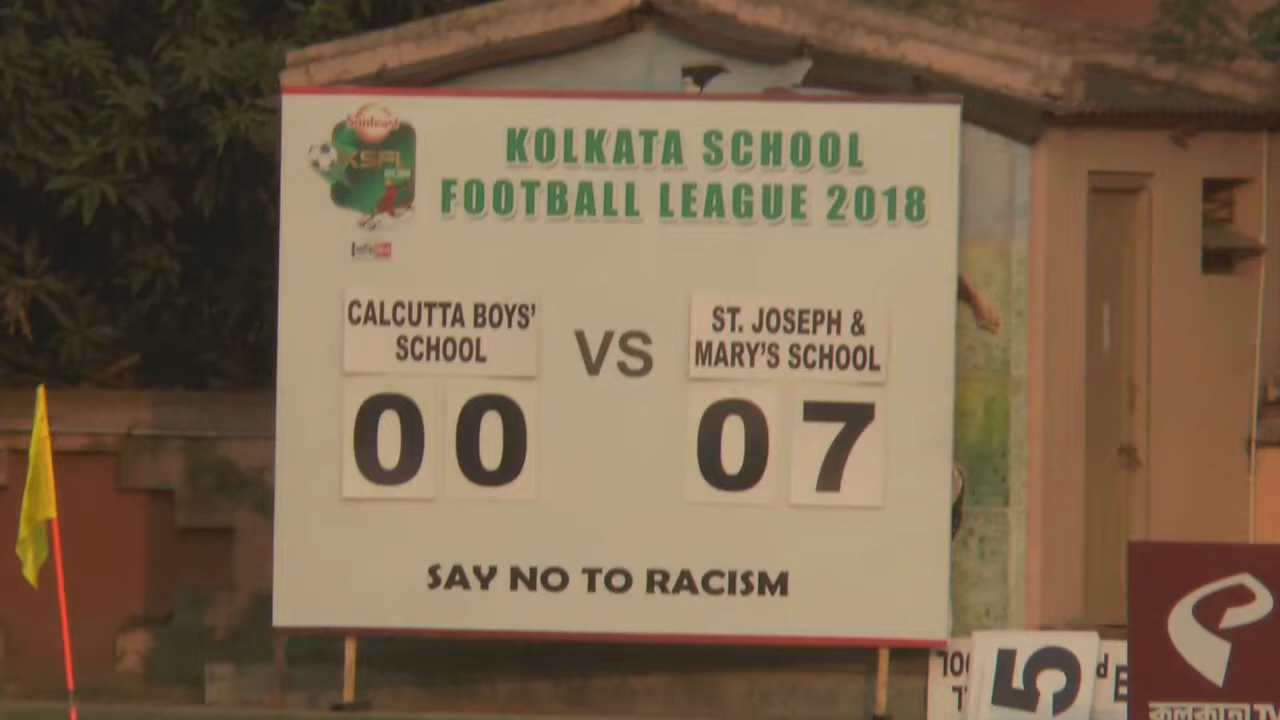 Sunfeast
KSFL
KOLKATA SCHOOL
FOOTBALL LEAGUE 2018
CALCUTTA BOYS'
SCHOOL
VS
ST. JOSEPH &
MARY'S SCHOOL
00
07
SAY NO TO RACISM
5